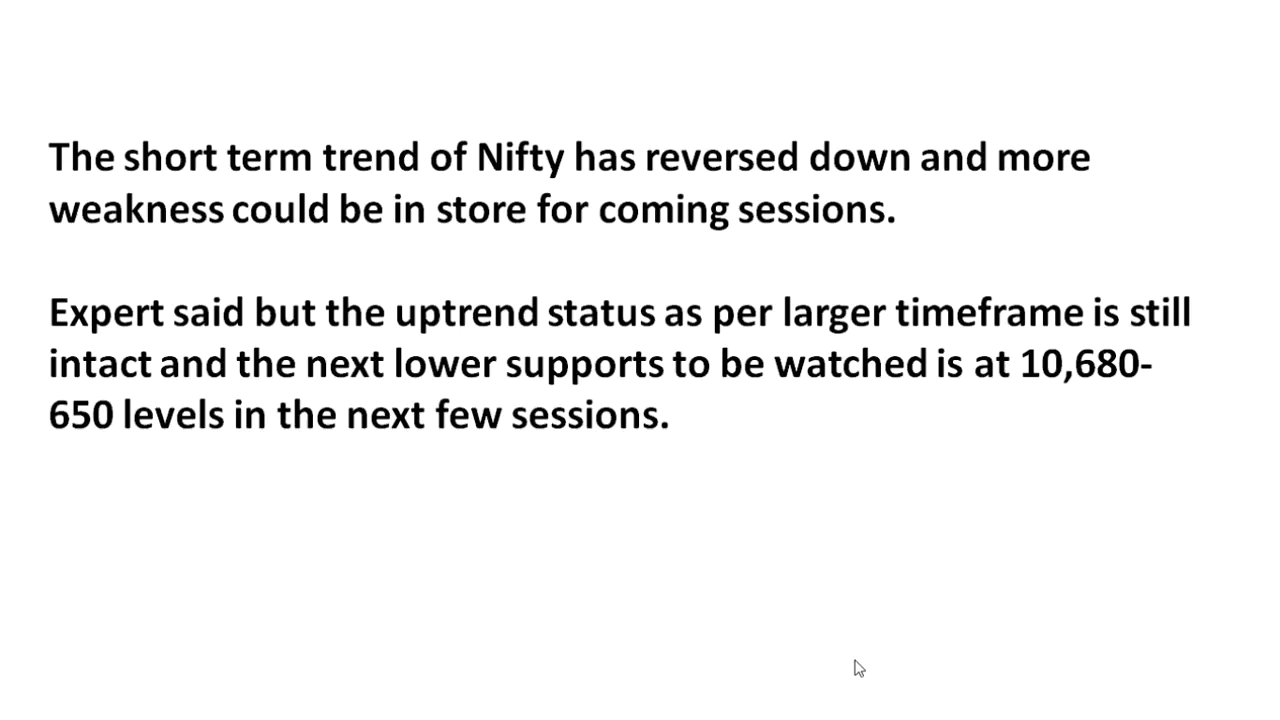 The short term trend of Nifty has reversed down and more
weakness could be in store for coming sessions.
Expert said but the uptrend status as per larger timeframe is still
intact and the next lower supports to be watched is at 10,680-
650 levels in the next few sessions.